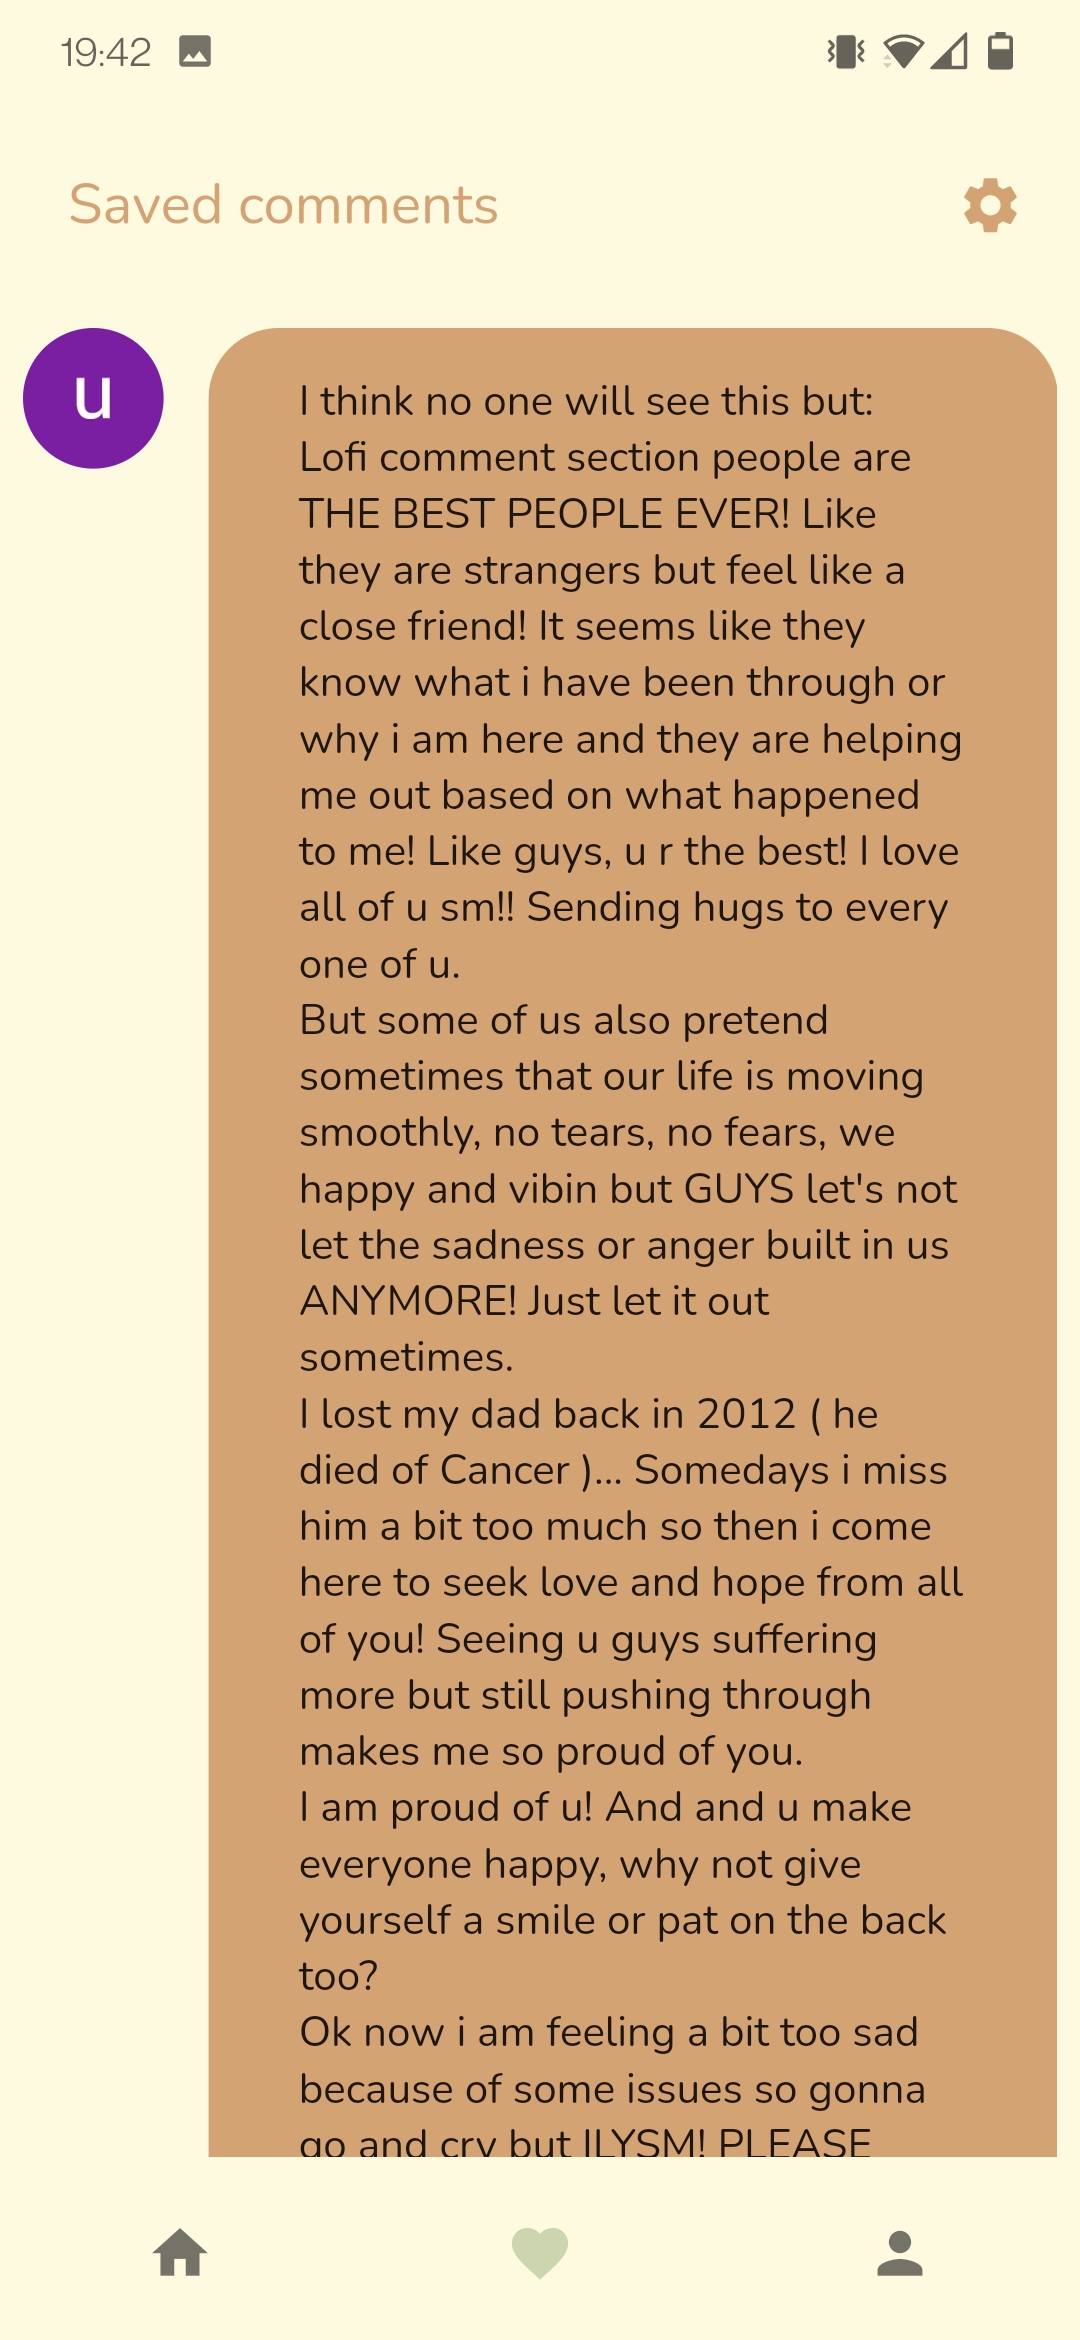 19:42
Saved comments
u
I think no one will see this but:
Lofi comment section people are
THE BEST PEOPLE EVER! Like
they are strangers but feel like a
close friend! It seems like they
know what i have been through or
why i am here and they are helping
me out based on what happened
to me! Like guys, u r the best! I love
all of u sm!! Sending hugs to every
one of u.
But some of us also pretend
sometimes that our life is moving
smoothly, no tears, no fears, we
happy and vibin but GUYS let's not
let the sadness or anger built in us
ANYMORE! Just let it out
sometimes.
I lost my dad back in 2012 ( he
died of Cancer )... Somedays i miss
him a bit too much so then i come
here to seek love and hope from all
of you! Seeing u guys suffering
more but still pushing through
makes me so proud of you.
I am proud of u! And and u make
everyone happy, why not give
yourself a smile or pat on the back
too?
Ok now i am feeling a bit too sad
because of some issues so gonna
go and cry but ILYSM! PLEASE